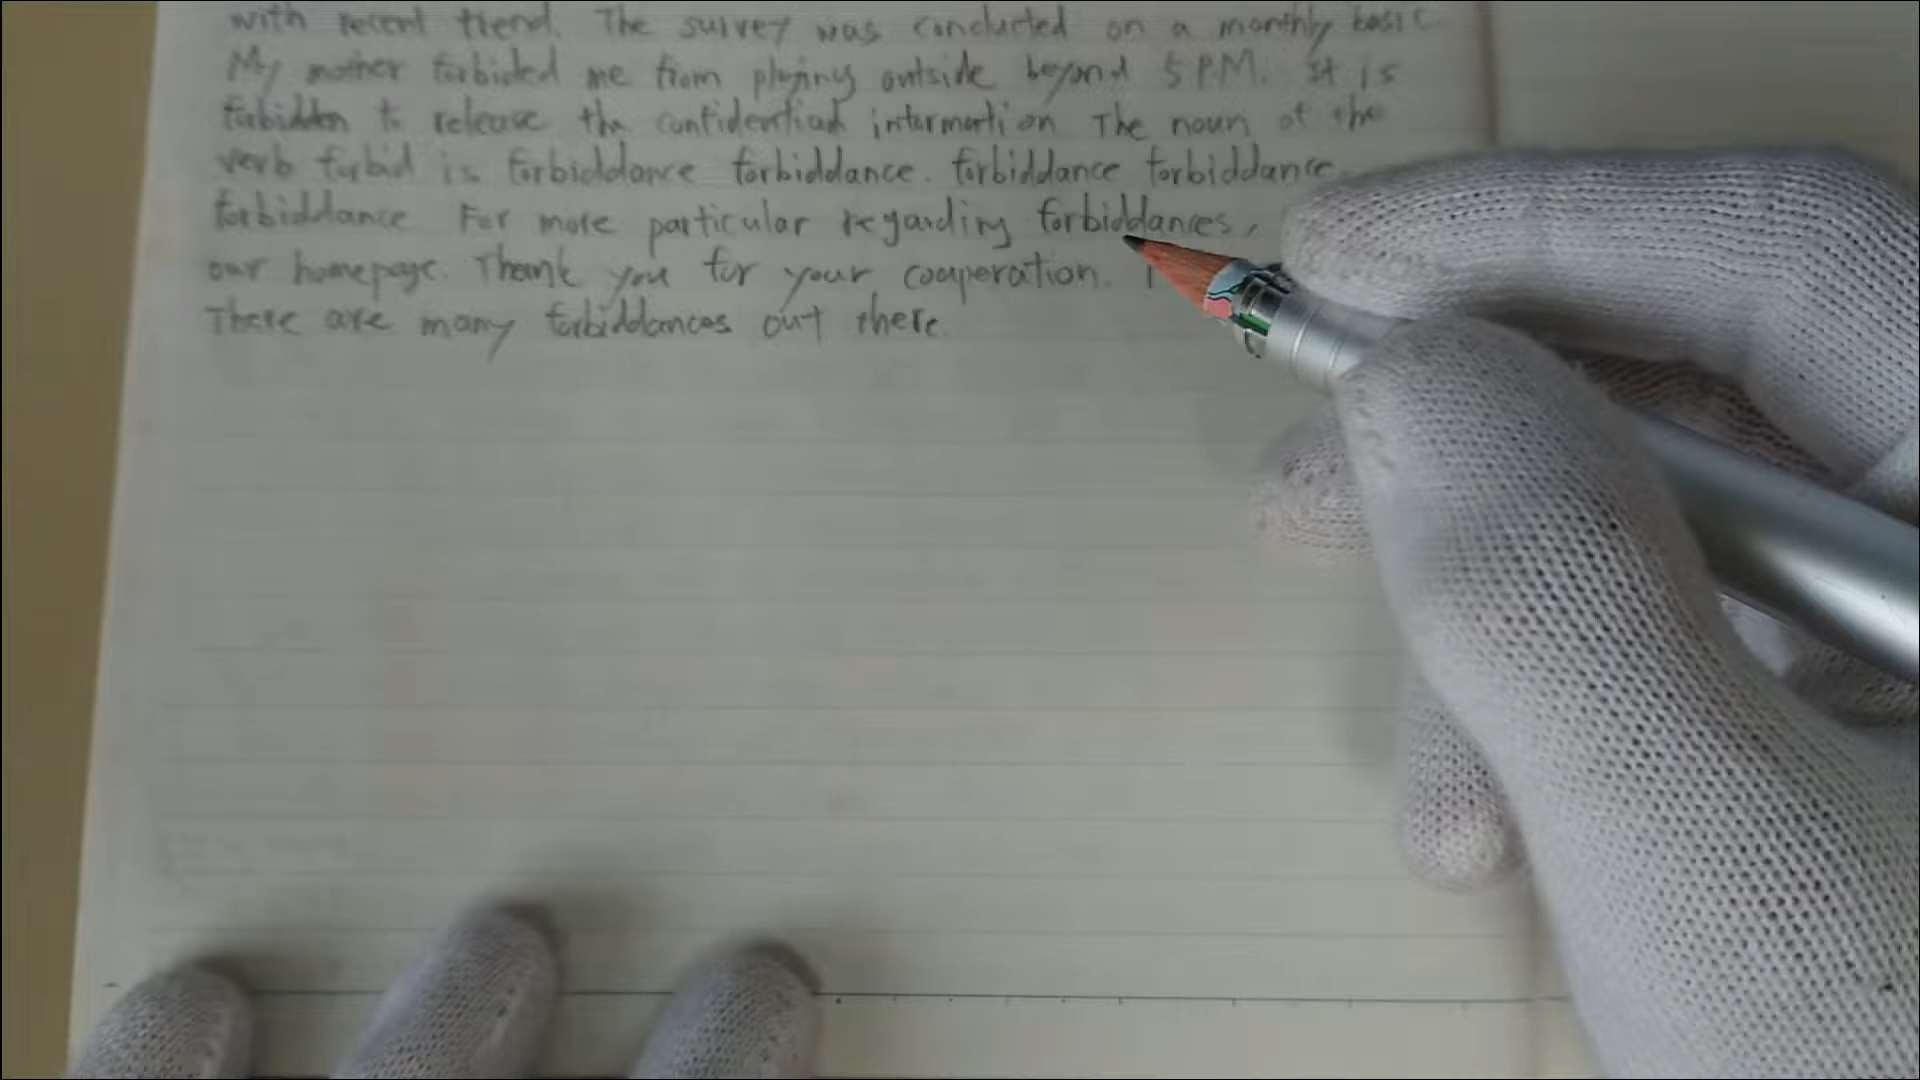 with recent trend. The survey was conducted on a monthly basic
My mother forbided me from playing outside beyond 5 P.M. It is
forbidden to release the confidential information The noun of the
verb forbid is forbiddance forbiddance. forbiddance forbiddance.
forbiddance For more particular regarding forbiddances,
our homepage. Thank you for your cooperation.
There are many forbiddances out there.